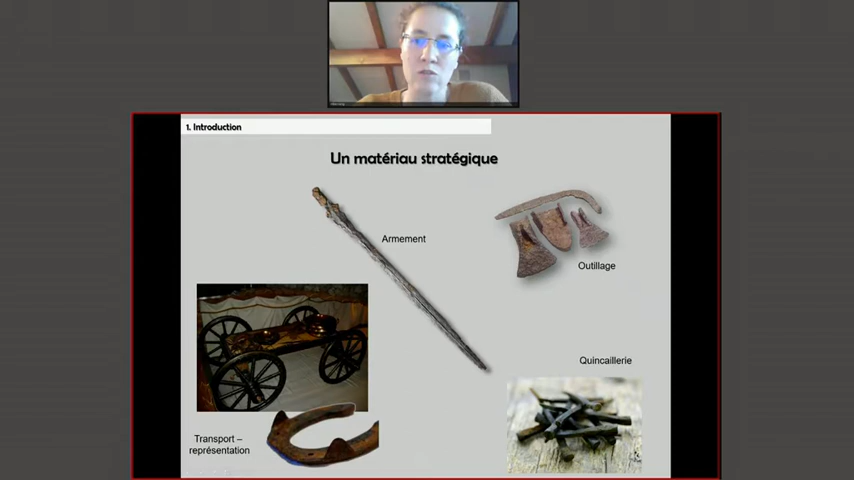 1. Introduction
Un matériau stratégique
Armement
Outillage
Quincaillerie
Transport –
représentation